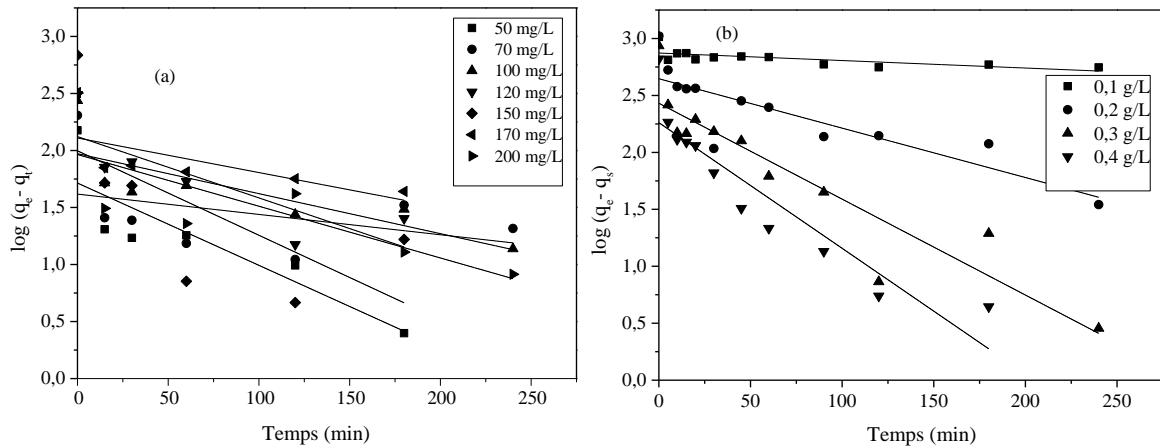 (a)
50 mg/L
70 mg/L
100 mg/L
120 mg/L
150 mg/L
170 mg/L
200 mg/L
3,0
2,5
2,0
1,5
1,0
0,5
0,0
log (qe- qt)
0 50 100 150 200 250
Temps (min)
(b)
0,1 g/L
0,2 g/L
0,3 g/L
0,4 g/L
3,0
2,5
2,0
1,5
1,0
0,5
0,0
log (qe - qs)
0 50 100 150 200 250
Temps (min)